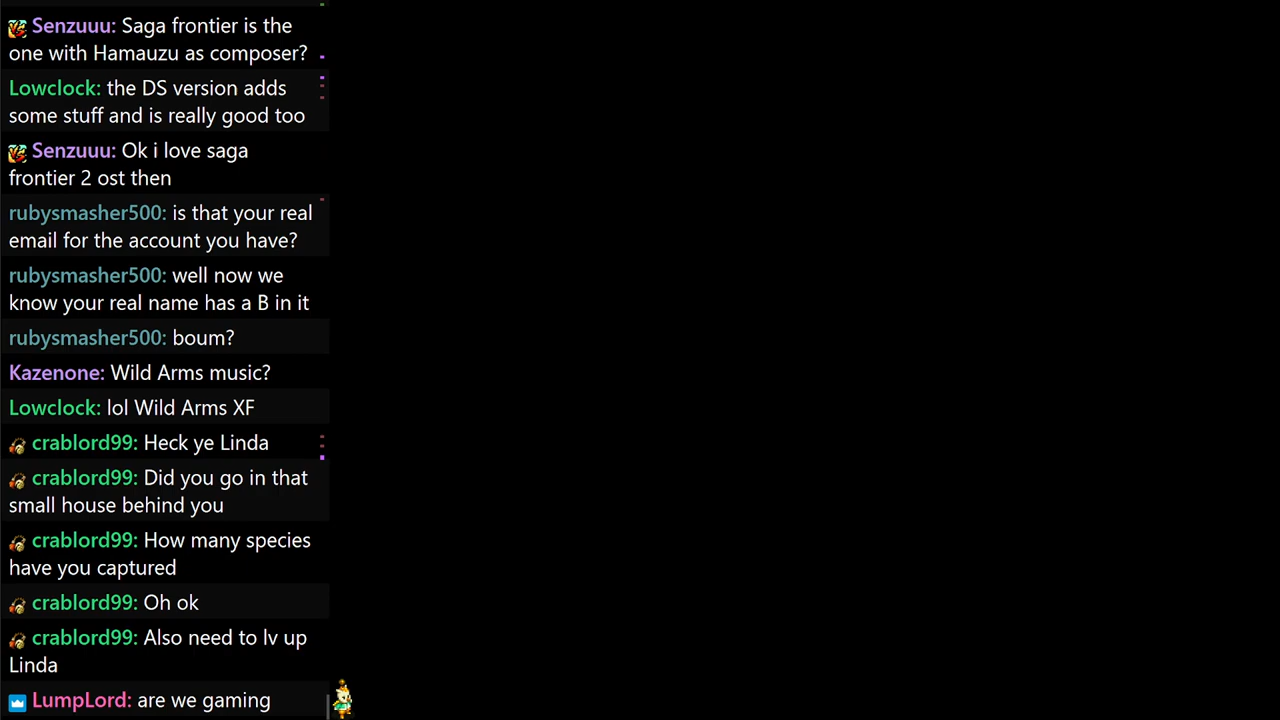 Senzuuu: Saga frontier is the
one with Hamauzu as composer?
Lowclock: the DS version adds
some stuff and is really good too
Senzuuu: Ok i love saga
frontier 2 ost then
rubysmasher500: is that your real
email for the account you have?
rubysmasher500: well now we
know your real name has a B in it
rubysmasher500: boum?
Kazenone: Wild Arms music?
Lowclock: lol Wild Arms XF
crablord99: Heck ye Linda
crablord99: Did you go in that
small house behind you
crablord99: How many species
have you captured
crablord99: Oh ok
crablord99: Also need to lv up
Linda
LumpLord: are we gaming